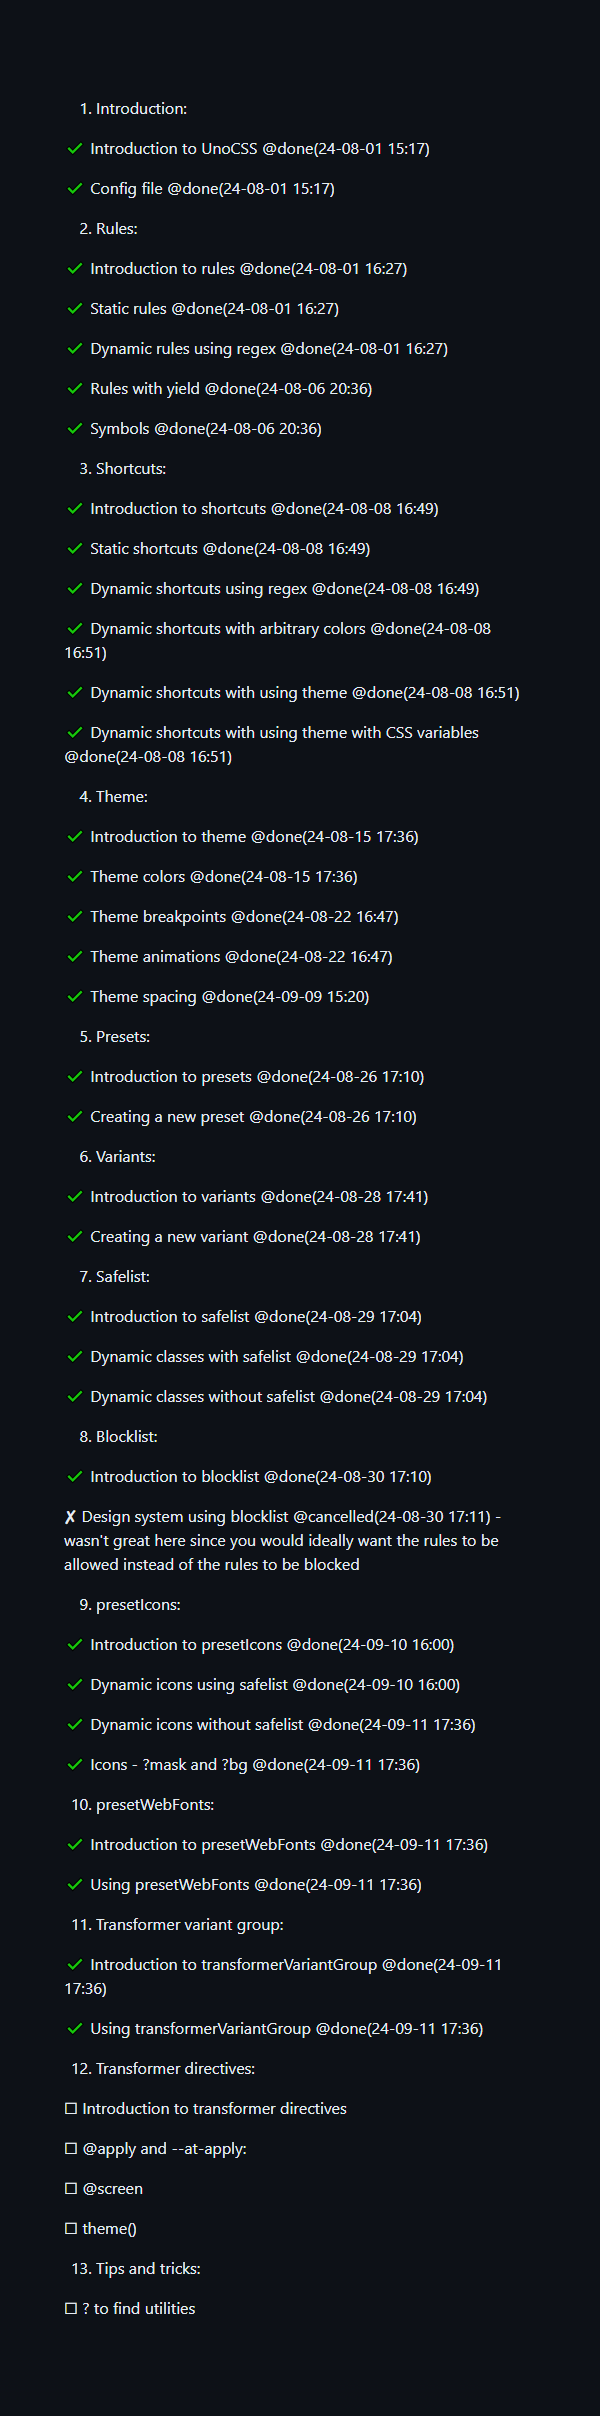 1. Introduction:
✓ Introduction to UnoCSS @done(24-08-01 15:17)
✓ Config file @done(24-08-01 15:17)
2. Rules:
✓ Introduction to rules @done(24-08-01 16:27)
✓ Static rules @done(24-08-01 16:27)
✓ Dynamic rules using regex @done(24-08-01 16:27)
✓ Rules with yield @done(24-08-06 20:36)
✓ Symbols @done(24-08-06 20:36)
3. Shortcuts:
✓ Introduction to shortcuts @done(24-08-08 16:49)
✓ Static shortcuts @done(24-08-08 16:49)
✓ Dynamic shortcuts using regex @done(24-08-08 16:49)
✓ Dynamic shortcuts with arbitrary colors @done(24-08-08
16:51)
✓ Dynamic shortcuts with using theme @done(24-08-08 16:51)
✓ Dynamic shortcuts with using theme with CSS variables
@done(24-08-08 16:51)
4. Theme:
✓ Introduction to theme @done(24-08-15 17:36)
✓ Theme colors @done(24-08-15 17:36)
✓ Theme breakpoints @done(24-08-22 16:47)
✓ Theme animations @done(24-08-22 16:47)
✓ Theme spacing @done(24-09-09 15:20)
5. Presets:
✓ Introduction to presets @done(24-08-26 17:10)
✓ Creating a new preset @done(24-08-26 17:10)
6. Variants:
✓ Introduction to variants @done(24-08-28 17:41)
✓ Creating a new variant @done(24-08-28 17:41)
7. Safelist:
✓ Introduction to safelist @done(24-08-29 17:04)
✓ Dynamic classes with safelist @done(24-08-29 17:04)
✓ Dynamic classes without safelist @done(24-08-29 17:04)
8. Blocklist:
✓ Introduction to blocklist @done(24-08-30 17:10)
✗ Design system using blocklist @cancelled(24-08-30 17:11) -
wasn't great here since you would ideally want the rules to be
allowed instead of the rules to be blocked
9. presetIcons:
✓ Introduction to presetIcons @done(24-09-10 16:00)
✓ Dynamic icons using safelist @done(24-09-10 16:00)
✓ Dynamic icons without safelist @done(24-09-11 17:36)
✓ Icons - ?mask and ?bg @done(24-09-11 17:36)
10. presetWebFonts:
✓ Introduction to presetWebFonts @done(24-09-11 17:36)
✓ Using presetWebFonts @done(24-09-11 17:36)
11. Transformer variant group:
✓ Introduction to transformerVariantGroup @done(24-09-11
17:36)
✓ Using transformerVariantGroup @done(24-09-11 17:36)
12. Transformer directives:
☐ Introduction to transformer directives
☐ @apply and --at-apply:
☐ @screen
☐ theme()
13. Tips and tricks:
☐ ? to find utilities